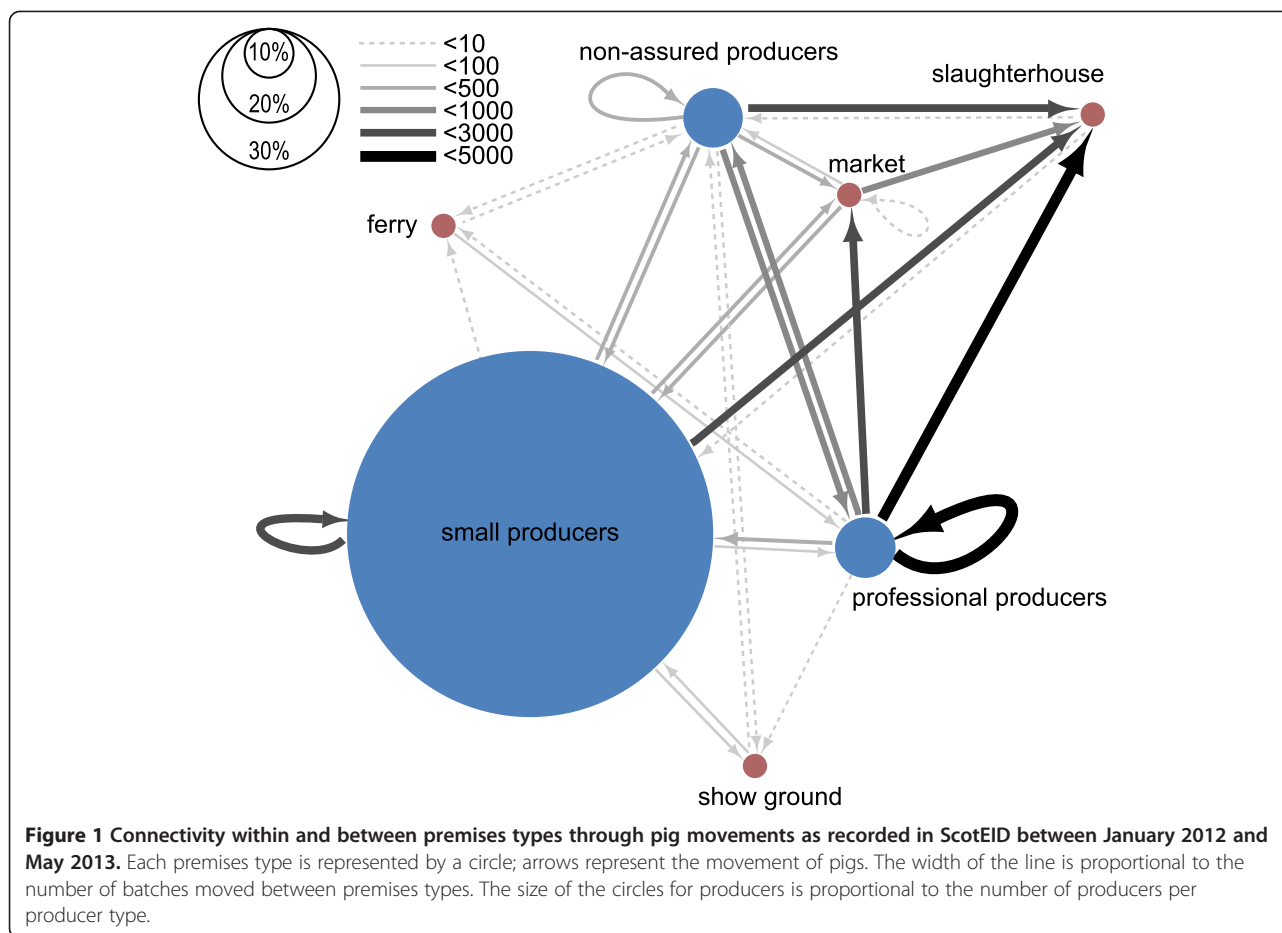 10%
20%
30%
<10
<100
<500
<1000
<3000
<5000
non-assured producers
slaughterhouse
market
ferry
small producers
professional producers
show ground
Figure 1 Connectivity within and between premises types through pig movements as recorded in ScotEID between January 2012 and
May 2013. Each premises type is represented by a circle; arrows represent the movement of pigs. The width of the line is proportional to the
number of batches moved between premises types. The size of the circles for producers is proportional to the number of producers per
producer type.